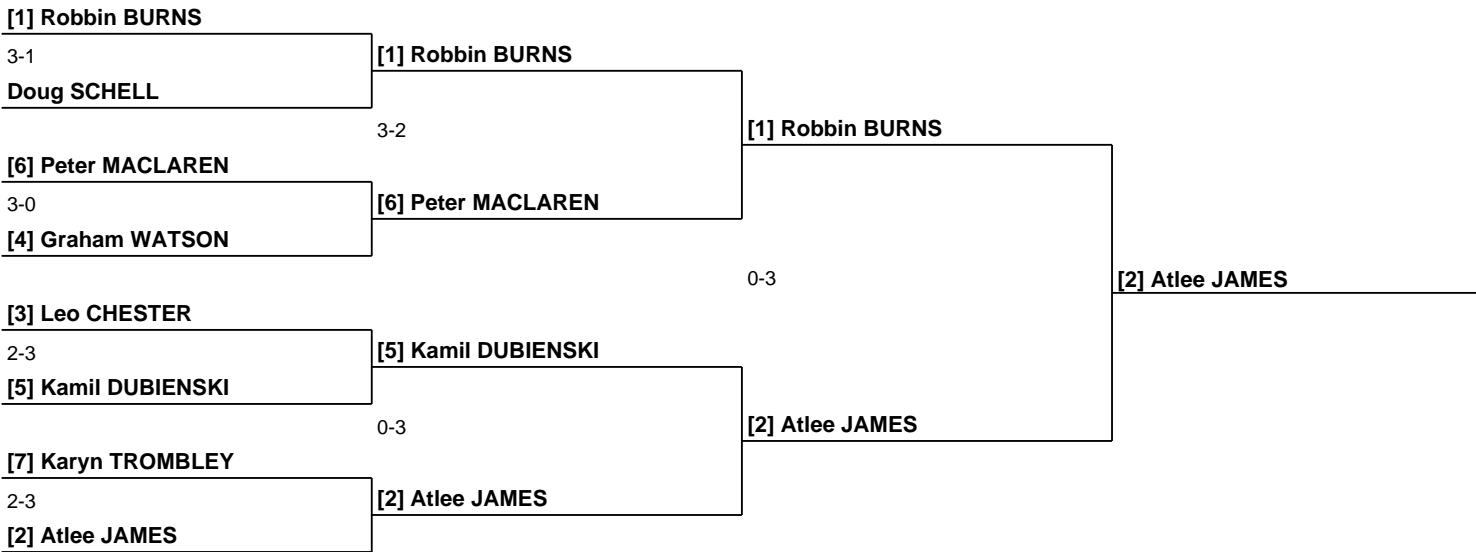 [1] Robbin BURNS
3-1
[1] Robbin BURNS
Doug SCHELL
3-2
[1] Robbin BURNS
[6] Peter MACLAREN
3-0
[6] Peter MACLAREN
[4] Graham WATSON
0-3
[2] Atlee JAMES
[3] Leo CHESTER
2-3
[5] Kamil DUBIENSKI
[5] Kamil DUBIENSKI
0-3
[2] Atlee JAMES
[7] Karyn TROMBLEY
2-3
[2] Atlee JAMES
[2] Atlee JAMES